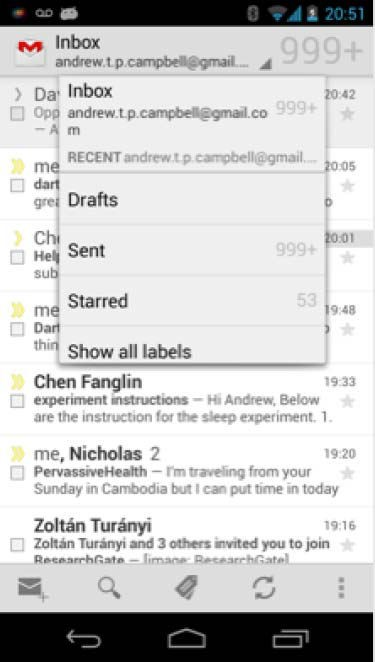 20:51
Inbox
andrew.t.p.campbell@gmail....
999+
Inbox
andrew.t.p.campbell@gmail.co
m
999+
RECENT andrew.t.p.campbell@gmail....
Drafts
Sent 999+
Starred 53
Show all labels
Da 20:42
Opp
– A
me 20:05
dart
grea
Ch 20:01
Help
sub
me 19:48
Dart
thin
Chen Fanglin 19:33
experiment instructions – Hi Andrew, Below
are the instruction for the sleep experiment. 1.
me, Nicholas 2 19:20
PervassiveHealth – I'm traveling from your
Sunday in Cambodia but I can put time in today
Zoltán Turányi 19:16
Zoltán Turányi and 3 others invited you to join
ResearchGate – [image: ResearchGate]